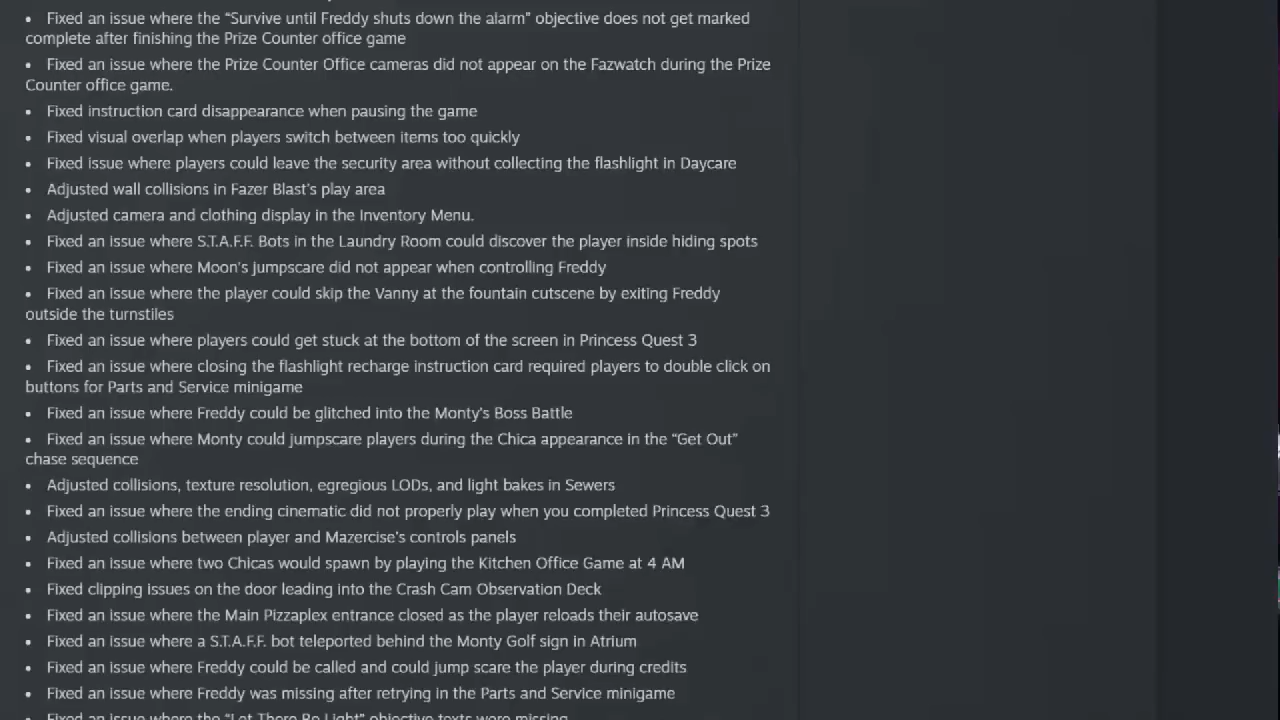 • Fixed an issue where the “Survive until Freddy shuts down the alarm” objective does not get marked
complete after finishing the Prize Counter office game
• Fixed an issue where the Prize Counter Office cameras did not appear on the Fazwatch during the Prize
Counter office game.
• Fixed instruction card disappearance when pausing the game
• Fixed visual overlap when players switch between items too quickly
• Fixed issue where players could leave the security area without collecting the flashlight in Daycare
• Adjusted wall collisions in Fazer Blast's play area
• Adjusted camera and clothing display in the Inventory Menu.
• Fixed an issue where S.T.A.F.F. Bots in the Laundry Room could discover the player inside hiding spots
• Fixed an issue where Moon's jumpscare did not appear when controlling Freddy
• Fixed an issue where the player could skip the Vanny at the fountain cutscene by exiting Freddy
outside the turnstiles
• Fixed an issue where players could get stuck at the bottom of the screen in Princess Quest 3
• Fixed an issue where closing the flashlight recharge instruction card required players to double click on
buttons for Parts and Service minigame
• Fixed an issue where Freddy could be glitched into the Monty's Boss Battle
• Fixed an issue where Monty could jumpscare players during the Chica appearance in the “Get Out”
chase sequence
• Adjusted collisions, texture resolution, egregious LODs, and light bakes in Sewers
• Fixed an issue where the ending cinematic did not properly play when you completed Princess Quest 3
• Adjusted collisions between player and Mazercise's controls panels
• Fixed an issue where two Chicas would spawn by playing the Kitchen Office Game at 4 AM
• Fixed clipping issues on the door leading into the Crash Cam Observation Deck
• Fixed an issue where the Main Pizzaplex entrance closed as the player reloads their autosave
• Fixed an issue where a S.T.A.F.F. bot teleported behind the Monty Golf sign in Atrium
• Fixed an issue where Freddy could be called and could jump scare the player during credits
• Fixed an issue where Freddy was missing after retrying in the Parts and Service minigame
• Fixed an issue where the “Let There Be Light” objective texts were missing